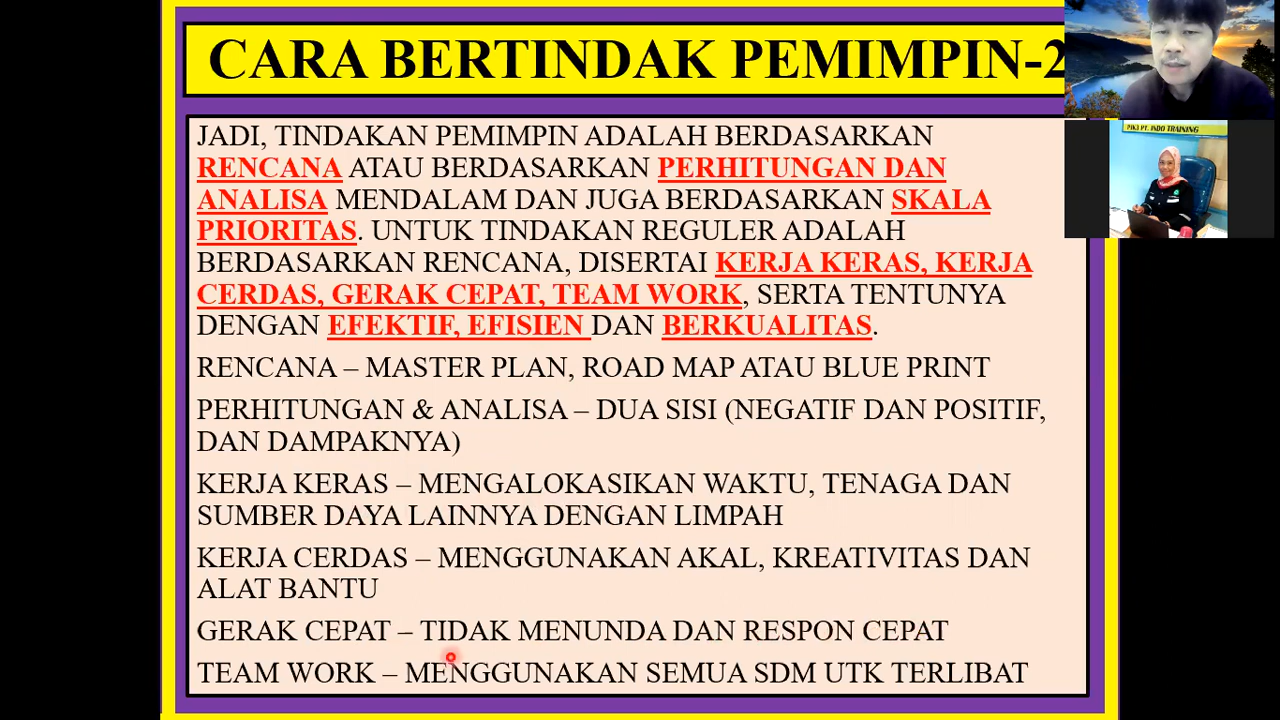 CARA BERTINDAK PEMIMPIN-2
JADI, TINDAKAN PEMIMPIN ADALAH BERDASARKAN
RENCANA ATAU BERDASARKAN PERHITUNGAN DAN
ANALISA MENDALAM DAN JUGA BERDASARKAN SKALA
PRIORITAS. UNTUK TINDAKAN REGULER ADALAH
BERDASARKAN RENCANA, DISERTAI KERJA KERAS, KERJA
CERDAS, GERAK CEPAT, TEAM WORK, SERTA TENTUNYA
DENGAN EFEKTIF, EFISIEN DAN BERKUALITAS.
RENCANA – MASTER PLAN, ROAD MAP ATAU BLUE PRINT
PERHITUNGAN & ANALISA – DUA SISI (NEGATIF DAN POSITIF,
DAN DAMPAKNYA)
KERJA KERAS – MENGALOKASIKAN WAKTU, TENAGA DAN
SUMBER DAYA LAINNYA DENGAN LIMPAH
KERJA CERDAS – MENGGUNAKAN AKAL, KREATIVITAS DAN
ALAT BANTU
GERAK CEPAT – TIDAK MENUNDA DAN RESPON CEPAT
TEAM WORK – MENGGUNAKAN SEMUA SDM UTK TERLIBAT
PJK3 PT. INDO TRAINING